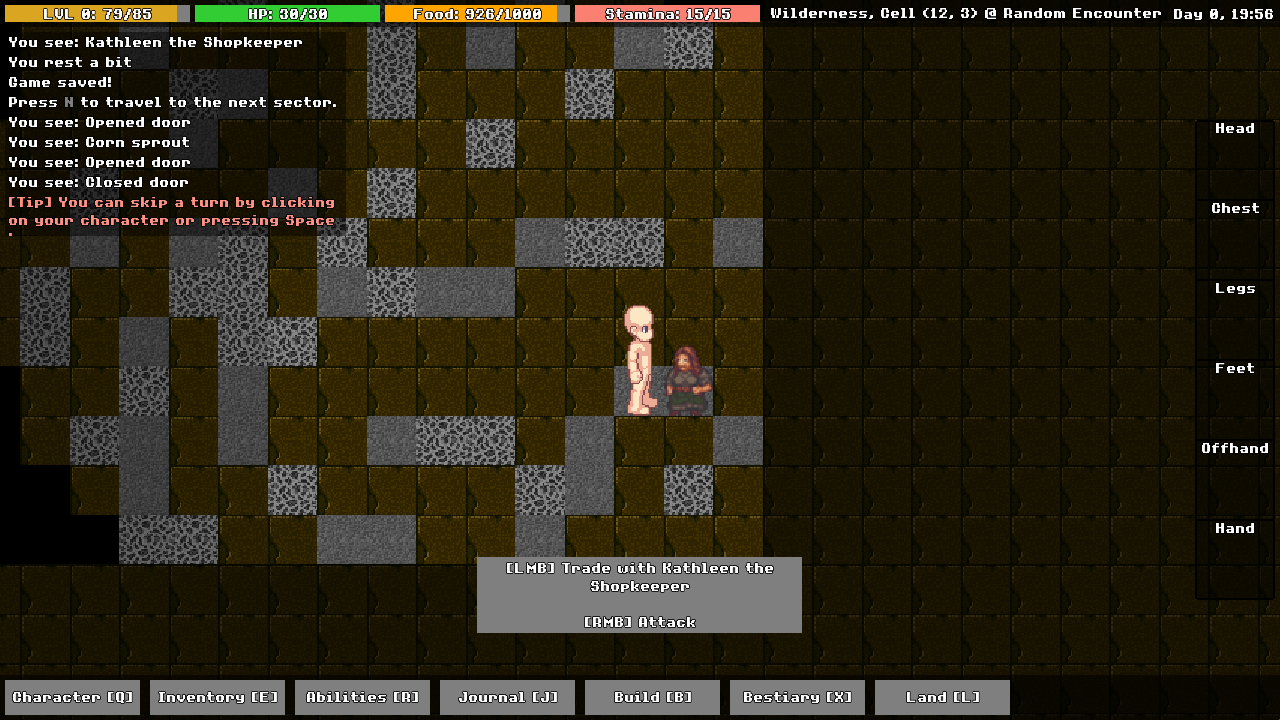 LVL 0: 79/85
HP: 30/30
Food: 926/1000
Stamina: 15/15
Wilderness, Cell (12, 3) @ Random Encounter
Day 0, 19:56
You see: Kathleen the Shopkeeper
You rest a bit
Game saved!
Press N to travel to the next sector.
You see: Opened door
You see: Corn sprout
You see: Opened door
You see: Closed door
[Tip] You can skip a turn by clicking
on your character or pressing Space
.
Head
Chest
Legs
Feet
Offhand
Hand
[LMB] Trade with Kathleen the
Shopkeeper
[RMB] Attack
Character [Q]
Inventory [E]
Abilities [R]
Journal [J]
Build [B]
Bestiary [X]
Land [L]